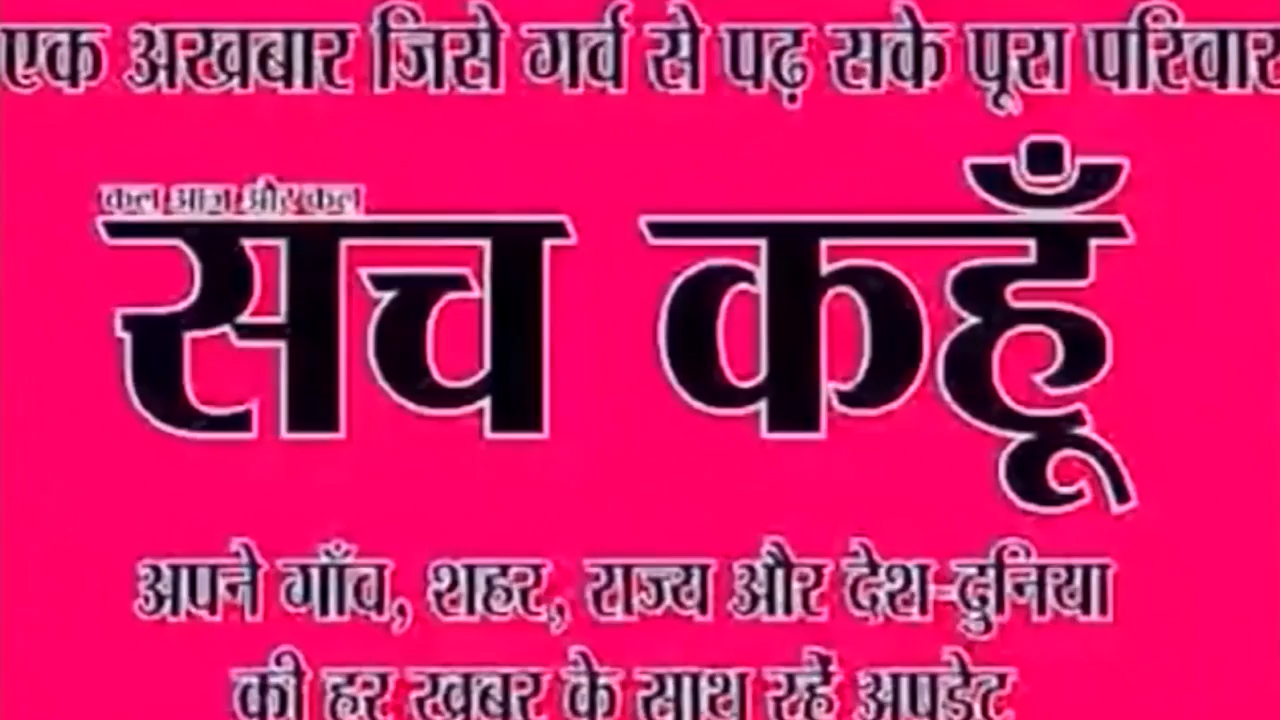 एक अखबार जिसे गर्व से पढ़ सके पूरा परिवार
कल आज और कल
सच कहूँ
अपने गाँव, शहर, राज्य और देश-दुनिया
की हर खबर के साथ रहें अपडेट